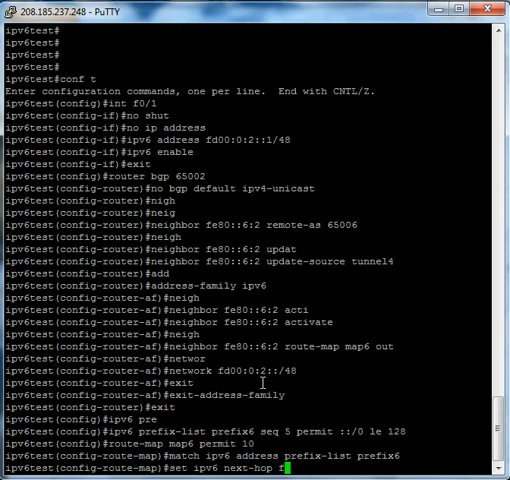 208.185.237.248 - PuTTY
ipv6test#
ipv6test#
ipv6test#
ipv6test#
ipv6test#conf t
Enter configuration commands, one per line.  End with CNTL/Z.
ipv6test(config)#int f0/1
ipv6test(config-if)#no shut
ipv6test(config-if)#no ip address
ipv6test(config-if)#ipv6 address fd00:0:2::1/48
ipv6test(config-if)#ipv6 enable
ipv6test(config-if)#exit
ipv6test(config)#router bgp 65002
ipv6test(config-router)#no bgp default ipv4-unicast
ipv6test(config-router)#nigh
ipv6test(config-router)#neig
ipv6test(config-router)#neighbor fe80::6:2 remote-as 65006
ipv6test(config-router)#neigh
ipv6test(config-router)#neighbor fe80::6:2 updat
ipv6test(config-router)#neighbor fe80::6:2 update-source tunnel4
ipv6test(config-router)#add
ipv6test(config-router)#address-family ipv6
ipv6test(config-router-af)#neigh
ipv6test(config-router-af)#neighbor fe80::6:2 acti
ipv6test(config-router-af)#neighbor fe80::6:2 activate
ipv6test(config-router-af)#neigh
ipv6test(config-router-af)#neighbor fe80::6:2 route-map map6 out
ipv6test(config-router-af)#networ
ipv6test(config-router-af)#network fd00:0:2::/48
ipv6test(config-router-af)#exit
ipv6test(config-router-af)#exit-address-family
ipv6test(config-router)#exit
ipv6test(config)#ipv6 pre
ipv6test(config)#ipv6 prefix-list prefix6 seq 5 permit ::/0 le 128
ipv6test(config)#route-map map6 permit 10
ipv6test(config-route-map)#match ipv6 address prefix-list prefix6
ipv6test(config-route-map)#set ipv6 next-hop f